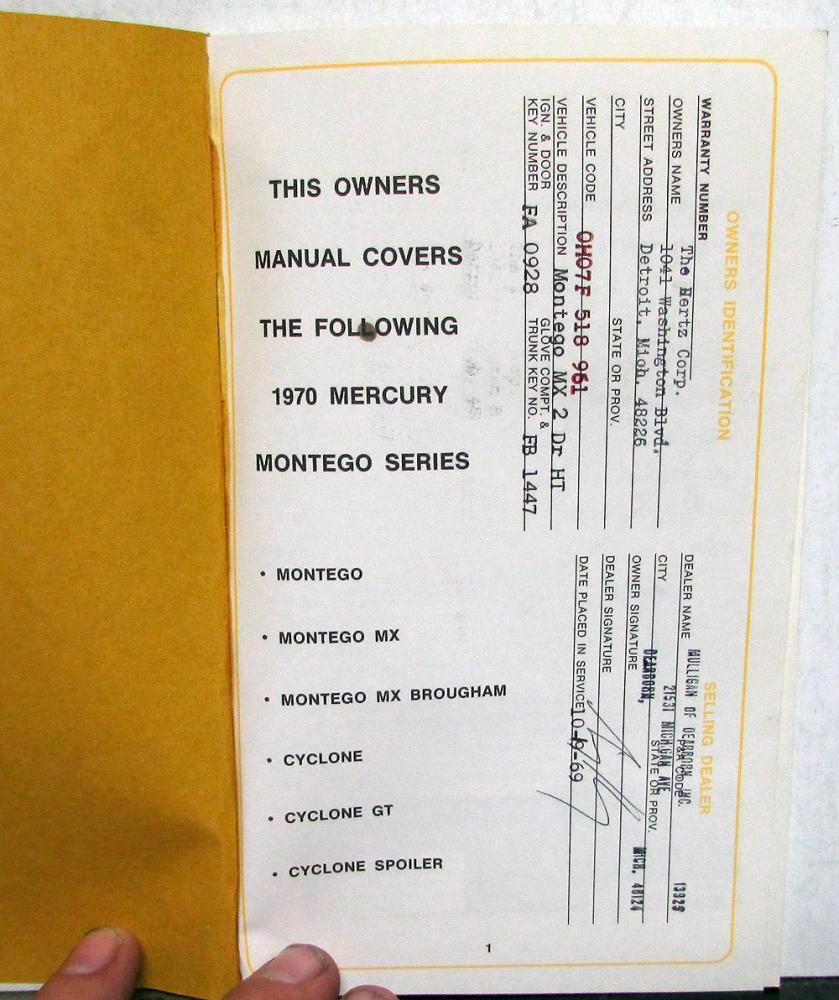 THIS OWNERS
MANUAL COVERS
THE FOLLOWING
1970 MERCURY
MONTEGO SERIES
• MONTEGO
• MONTEGO MX
• MONTEGO MX BROUGHAM
• CYCLONE
• CYCLONE GT
• CYCLONE SPOILER
OWNERS IDENTIFICATION
WARRANTY NUMBER
OWNERS NAME The Hertz Corp.
STREET ADDRESS 1041 Washington Blvd.
CITY Detroit, Mich. 48226 STATE OR PROV.
VEHICLE CODE 0H07F 518 961
VEHICLE DESCRIPTION Montego MX 2 Dr HT
IGN. & DOOR GLOVE COMPT. &
KEY NUMBER FA 0928 TRUNK KEY NO. FB 1447
SELLING DEALER
DEALER NAME MULLIGAN OF DEARBORN, INC. P&A CODE 13925
21531 MICHIGAN AVE.
CITY DEARBORN, STATE OR PROV. MICH. 48124
OWNER SIGNATURE
DEALER SIGNATURE
DATE PLACED IN SERVICE 10-9-69
1